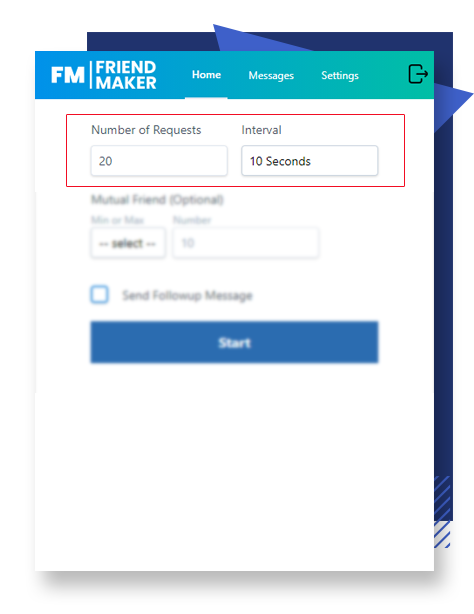 FM FRIEND MAKER
Home Messages Settings
Number of Requests Interval
20 10 Seconds
Mutual Friend (Optional)
Min or Max Number
-- select -- 10
Send Followup Message
Start